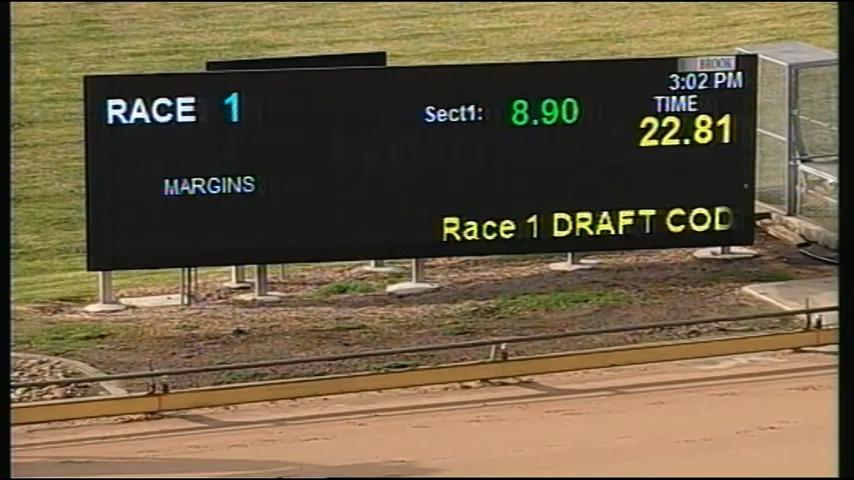 BROOK
3:02 PM
RACE 1
Sect1: 8.90
TIME
22.81
MARGINS
Race 1 DRAFT COD